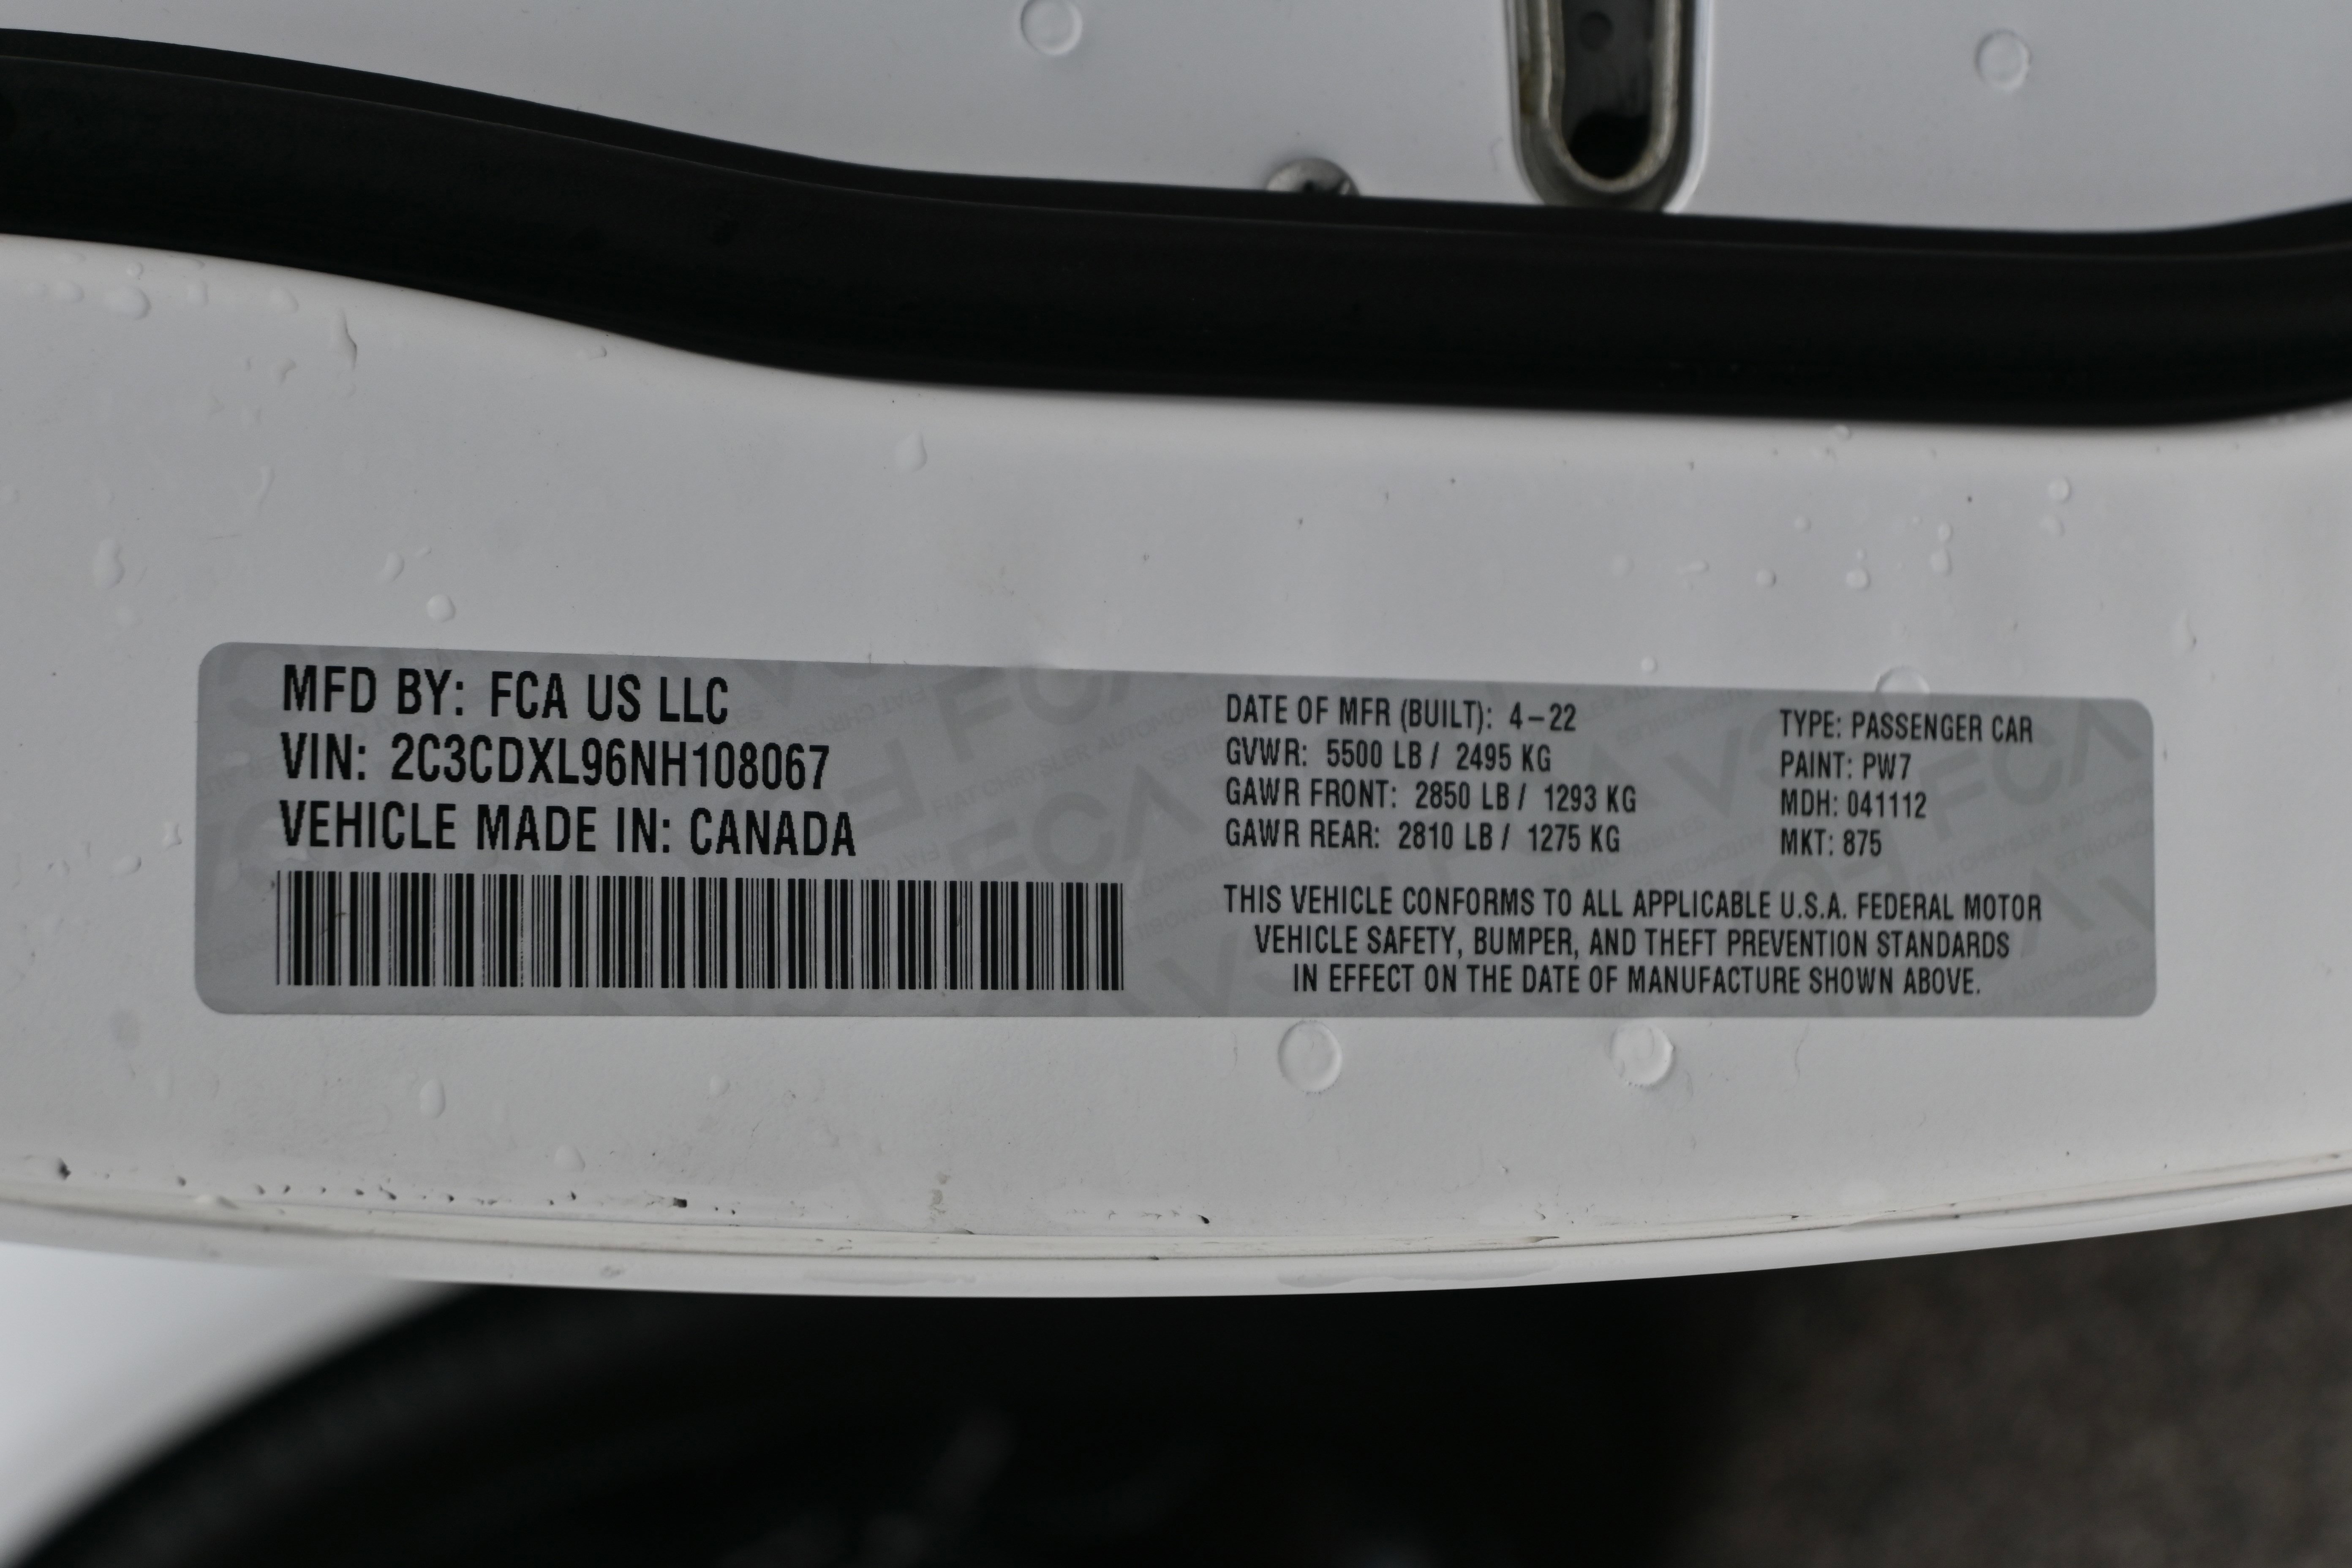 MFD BY: FCA US LLC
VIN: 2C3CDXL96NH108067
VEHICLE MADE IN: CANADA
DATE OF MFR (BUILT): 4-22
GVWR: 5500 LB / 2495 KG
GAWR FRONT: 2850 LB / 1293 KG
GAWR REAR: 2810 LB / 1275 KG
TYPE: PASSENGER CAR
PAINT: PW7
MDH: 041112
MKT: 875
THIS VEHICLE CONFORMS TO ALL APPLICABLE U.S.A. FEDERAL MOTOR
VEHICLE SAFETY, BUMPER, AND THEFT PREVENTION STANDARDS
IN EFFECT ON THE DATE OF MANUFACTURE SHOWN ABOVE.